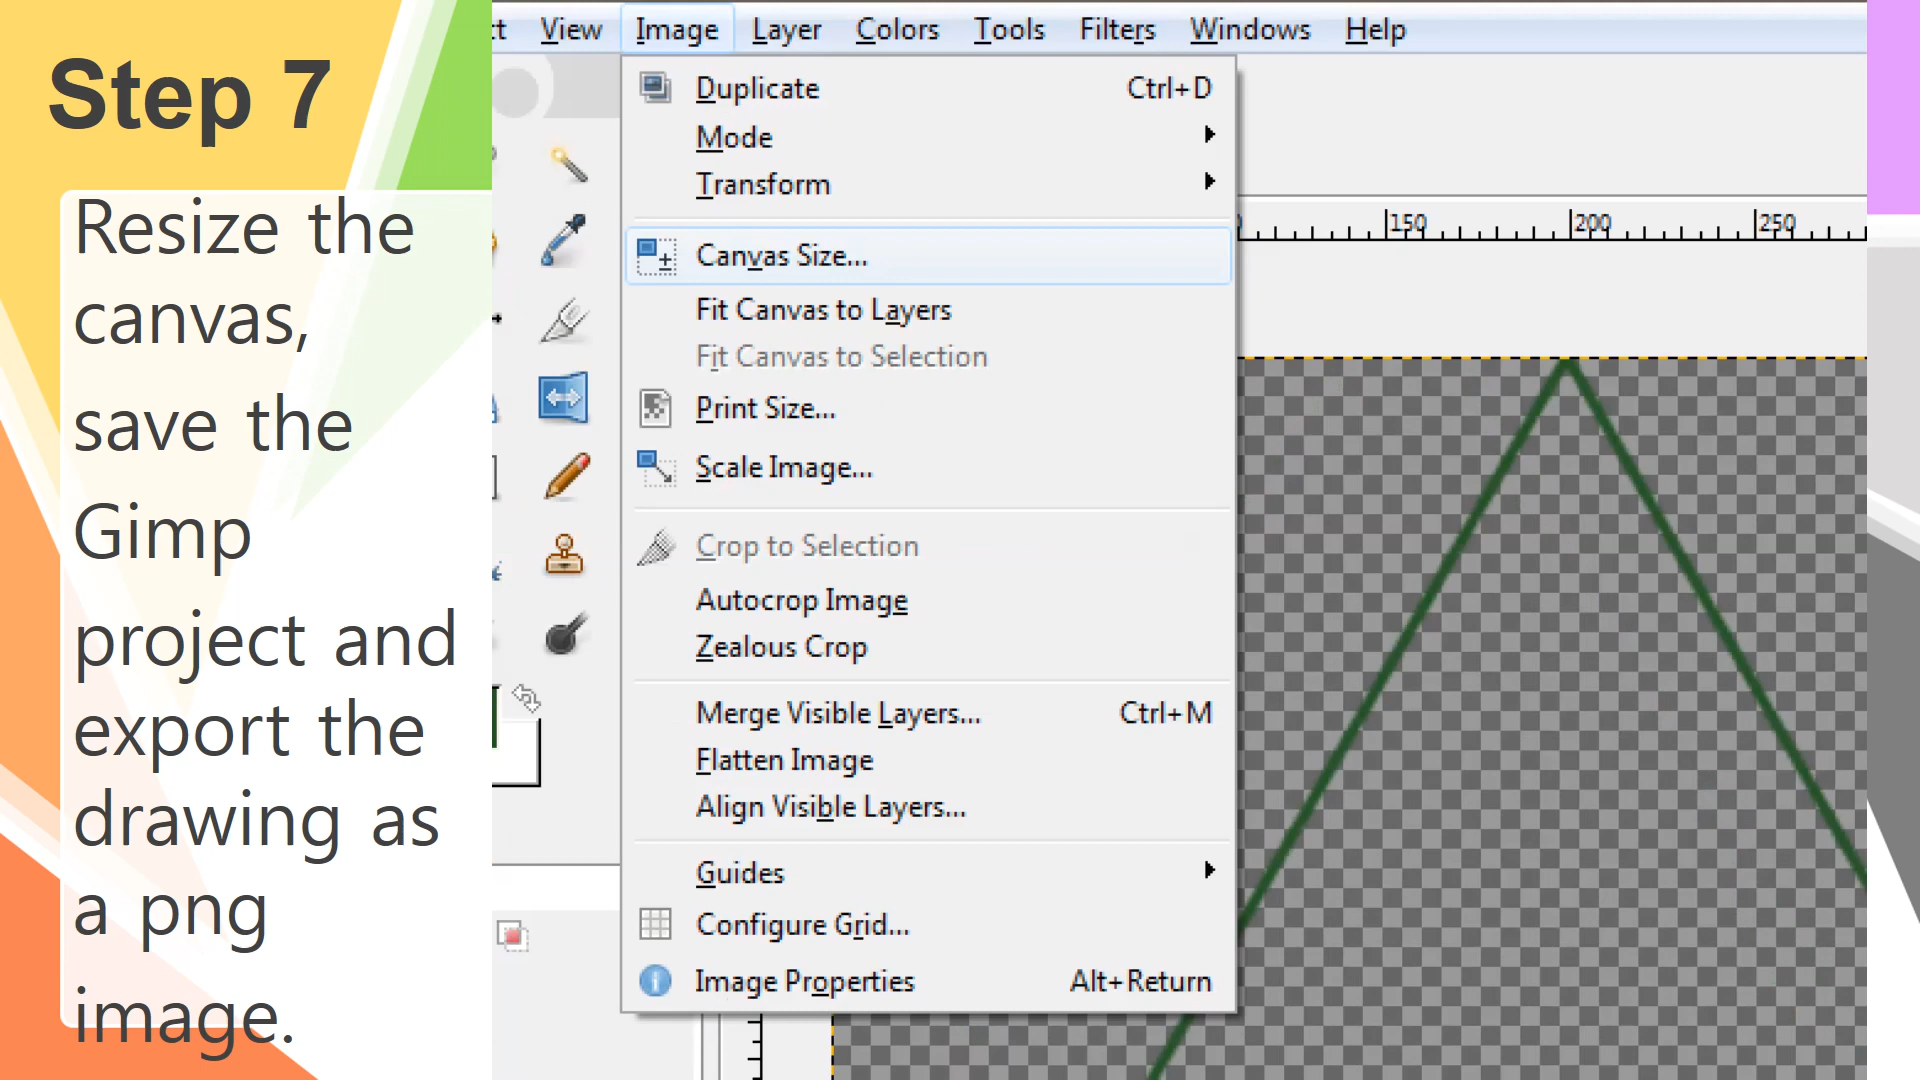 Step 7
Resize the
canvas,
save the
Gimp
project and
export the
drawing as
a png
image.
View Image Layer Colors Tools Filters Windows Help
Duplicate Ctrl+D
Mode
Transform
Canvas Size...
Fit Canvas to Layers
Fit Canvas to Selection
Print Size...
Scale Image...
Crop to Selection
Autocrop Image
Zealous Crop
Merge Visible Layers... Ctrl+M
Flatten Image
Align Visible Layers...
Guides
Configure Grid...
Image Properties Alt+Return
150 200 250